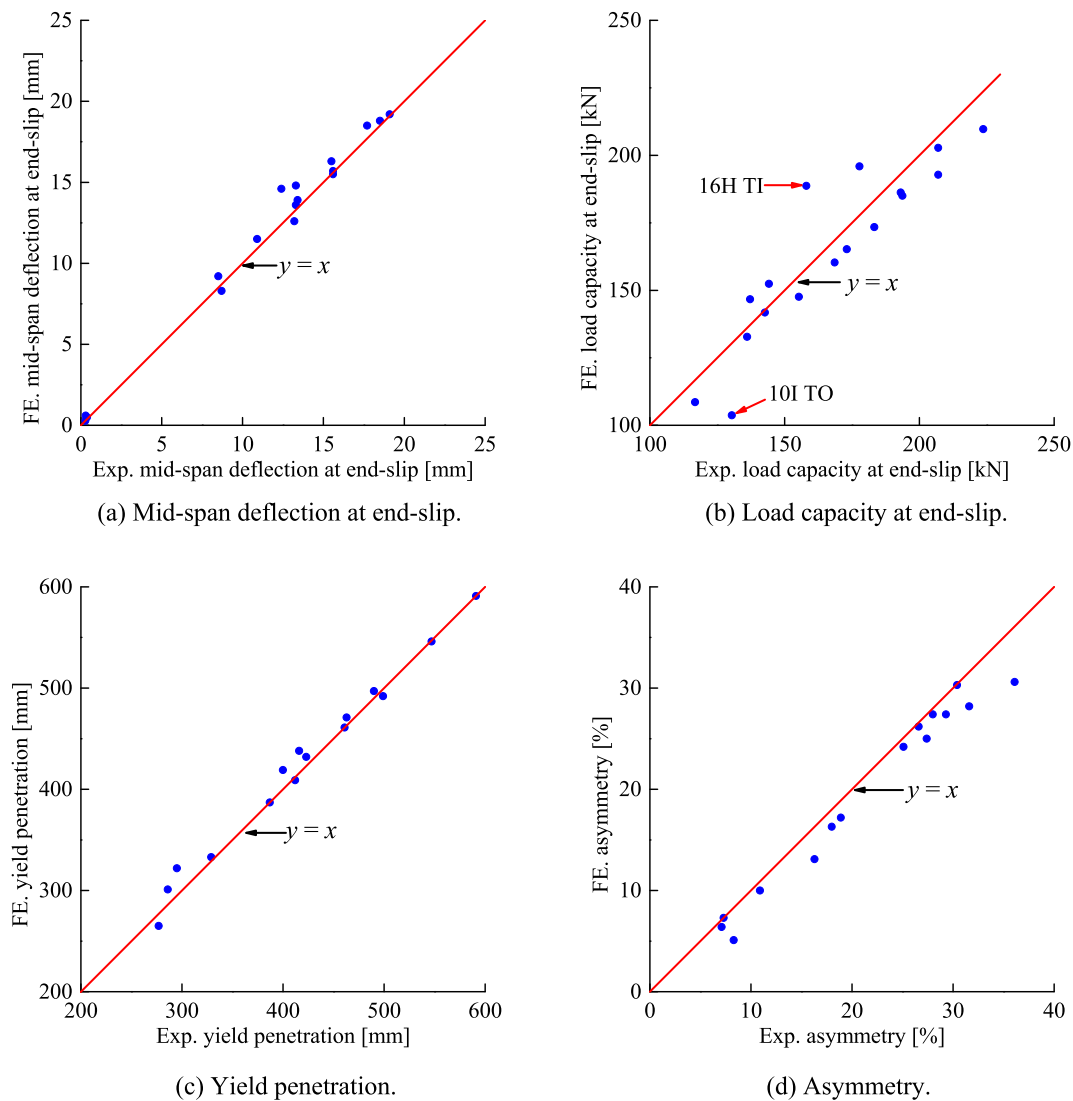 25
20
15
10
5
0
0
5
10
15
20
25
FE. mid-span deflection at end-slip [mm]
y = x
Exp. mid-span deflection at end-slip [mm]
(a) Mid-span deflection at end-slip.
250
200
150
100
100
150
200
250
FE. load capacity at end-slip [kN]
16H TI
y = x
10I TO
Exp. load capacity at end-slip [kN]
(b) Load capacity at end-slip.
600
500
400
300
200
200
300
400
500
600
FE. yield penetration [mm]
y = x
Exp. yield penetration [mm]
(c) Yield penetration.
40
30
20
10
0
0
10
20
30
40
FE. asymmetry [%]
y = x
Exp. asymmetry [%]
(d) Asymmetry.